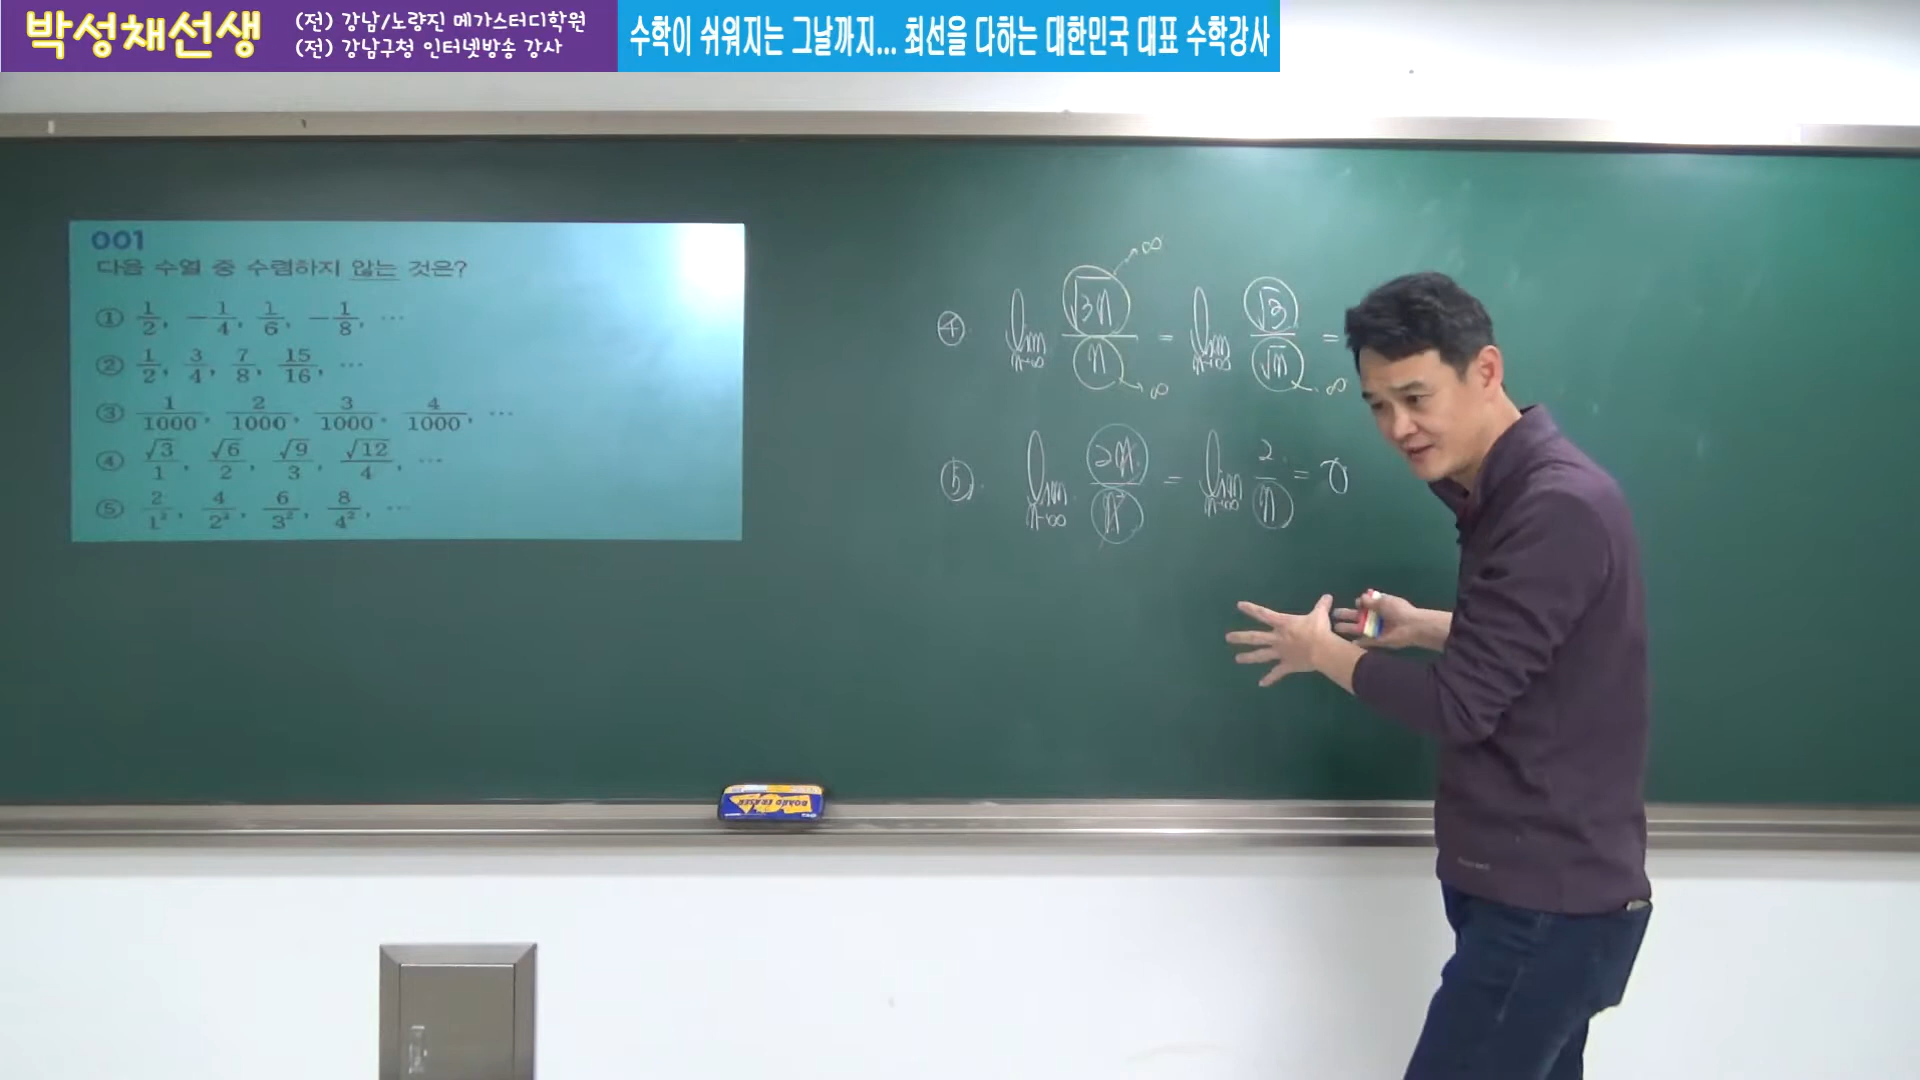 박성채선생
(전) 강남/노량진 메가스터디학원
(전) 강남구청 인터넷방송 강사
수학이 쉬워지는 그날까지... 최선을 다하는 대한민국 대표 수학강사
001
다음 수열 중 수렴하지 않는 것은?
① 1/2, -1/4, 1/6, -1/8, ⋯
② 1/2, 3/4, 7/8, 15/16, ⋯
③ 1/1000, 2/1000, 3/1000, 4/1000, ⋯
④ √3/1, √6/2, √9/3, √12/4, ⋯
⑤ 2/1², 4/2², 6/3², 8/4², ⋯
④ lim n→∞ √3n/n = lim n→∞ √3/√n =
∞ ∞ ∞
⑤ lim n→∞ 2n/n² = lim n→∞ 2/n = 0
BOARD ERASER